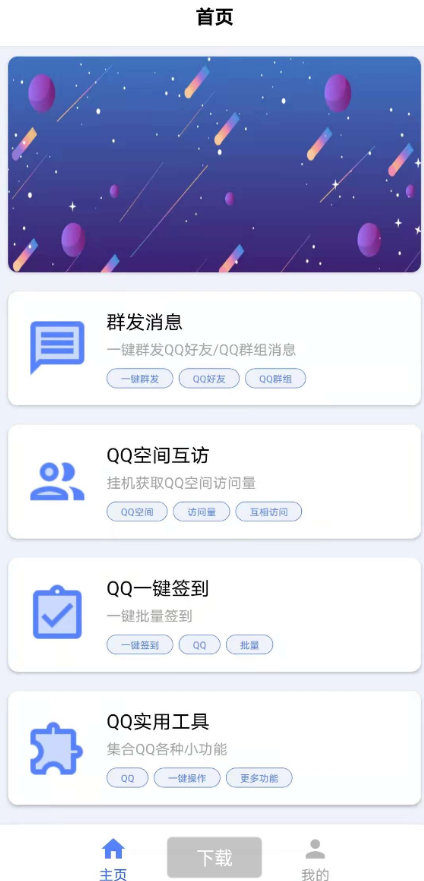 首页
群发消息
一键群发QQ好友/QQ群组消息
一键群发 QQ好友 QQ群组
QQ空间互访
挂机获取QQ空间访问量
QQ空间 访问量 互相访问
QQ一键签到
一键批量签到
一键签到 QQ 批量
QQ实用工具
集合QQ各种小功能
QQ 一键操作 更多功能
主页 下载 我的